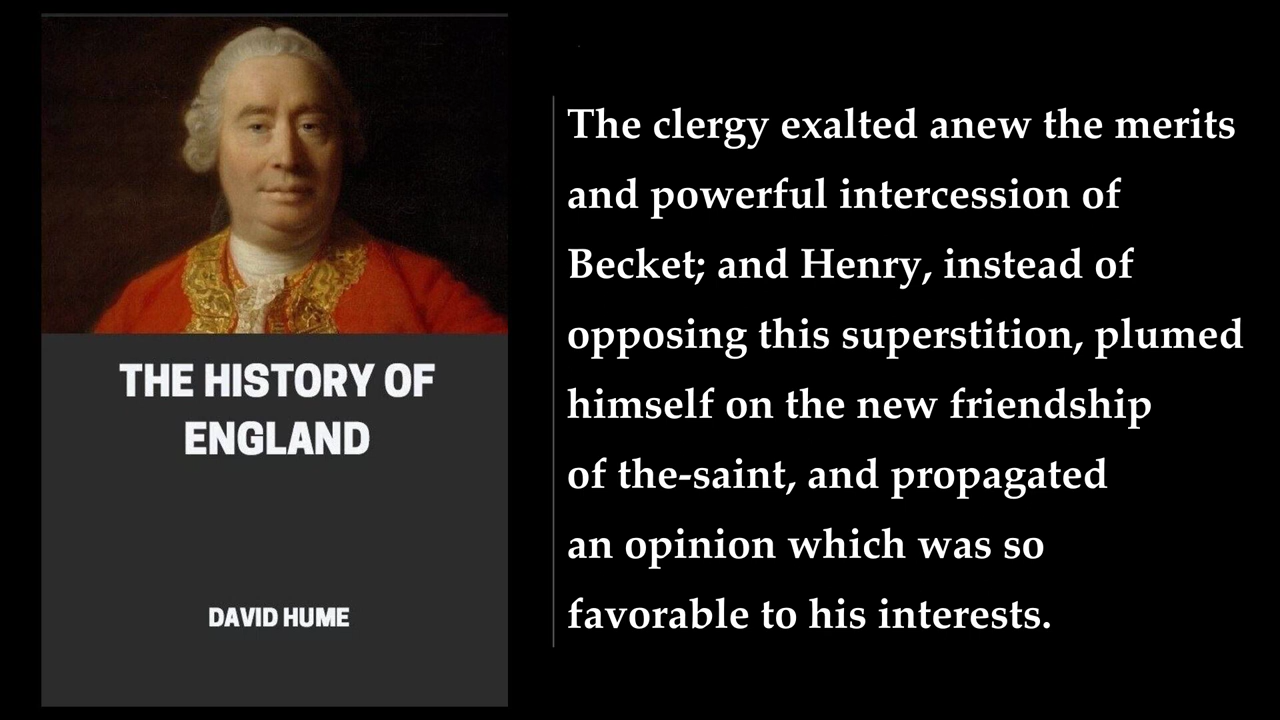 THE HISTORY OF
ENGLAND
DAVID HUME
The clergy exalted anew the merits
and powerful intercession of
Becket; and Henry, instead of
opposing this superstition, plumed
himself on the new friendship
of the-saint, and propagated
an opinion which was so
favorable to his interests.